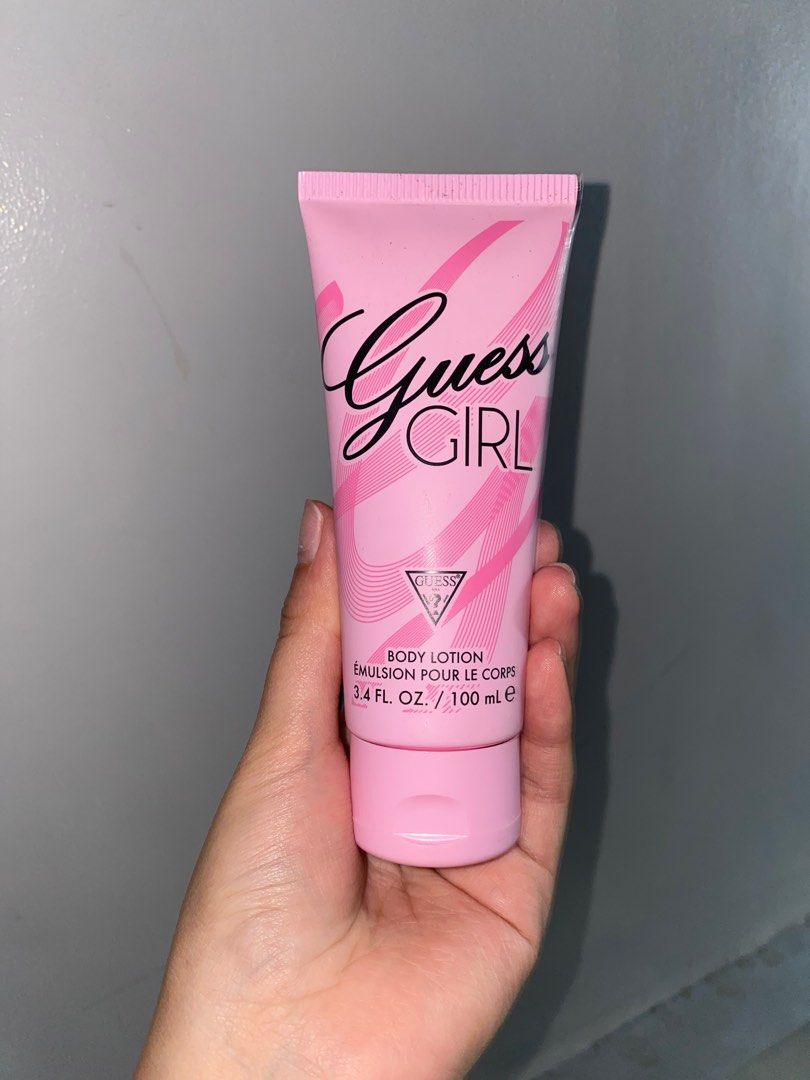 Guess
GIRL
GUESS®
?
BODY LOTION
ÉMULSION POUR LE CORPS
3.4 FL. OZ. / 100 mL ℮